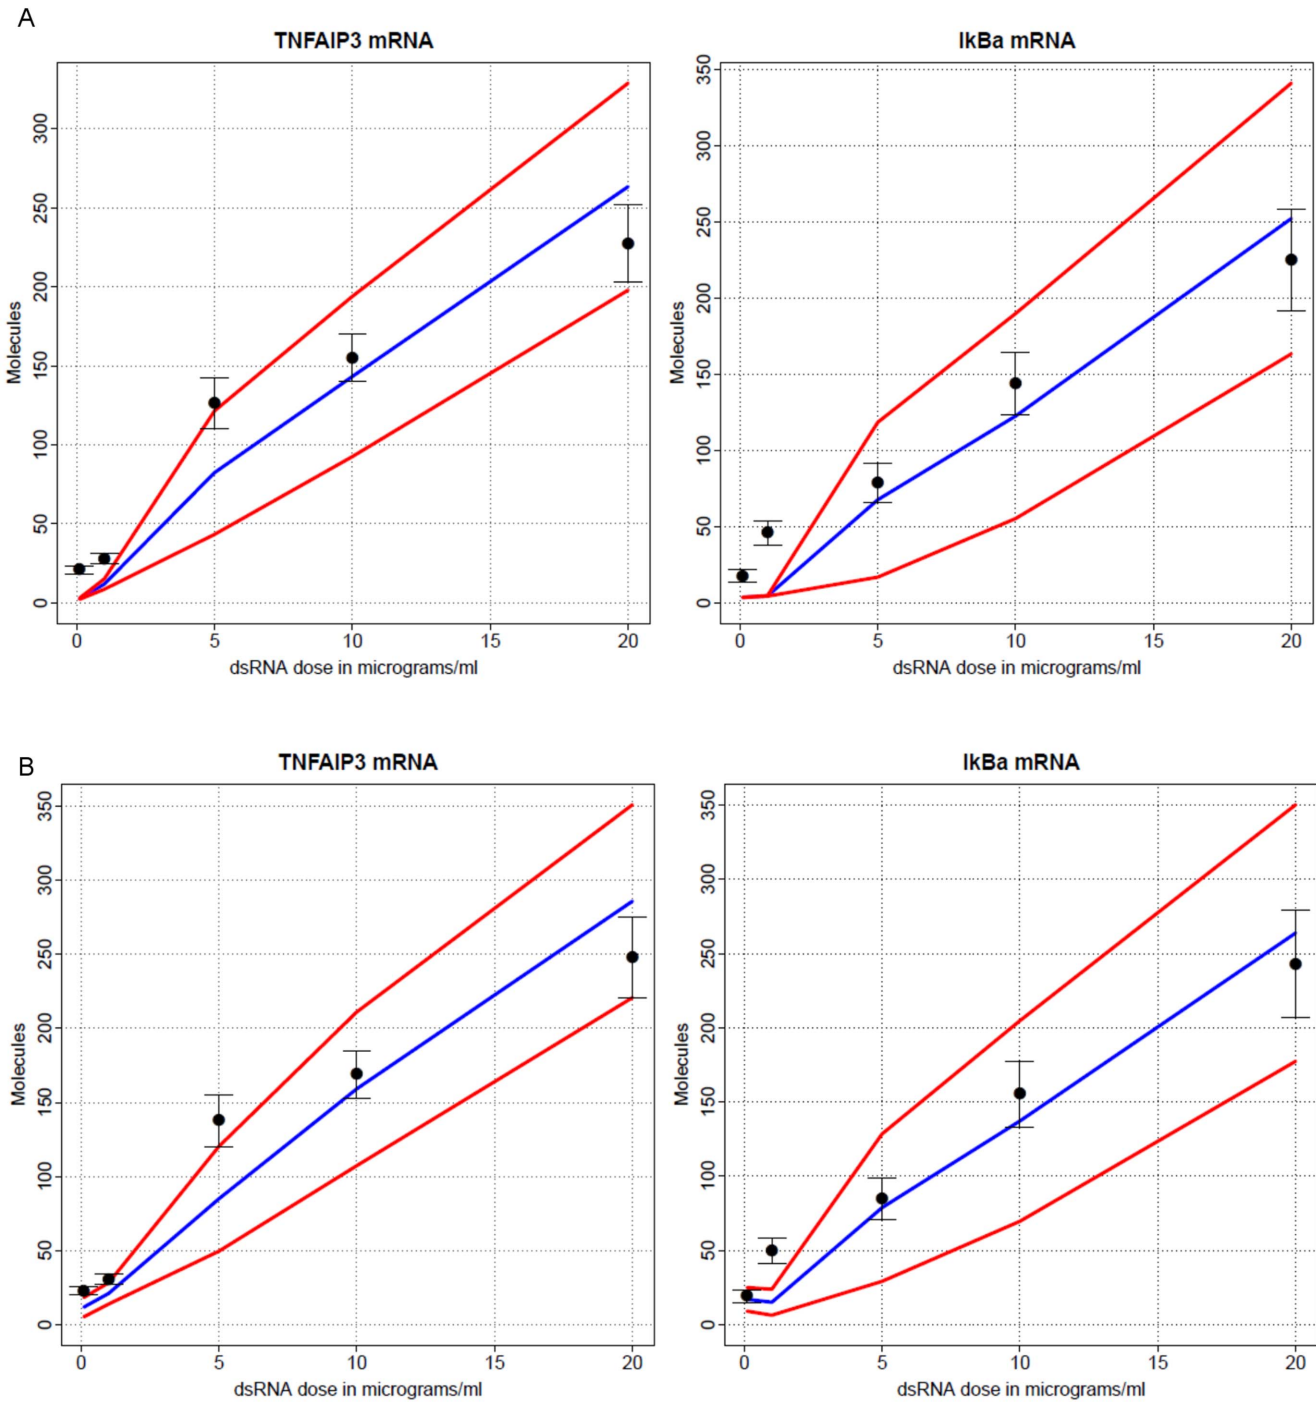 A
TNFAIP3 mRNA
Molecules
0 50 100 150 200 250 300
0 5 10 15 20
dsRNA dose in micrograms/ml
IkBa mRNA
Molecules
0 50 100 150 200 250 300 350
0 5 10 15 20
dsRNA dose in micrograms/ml
B
TNFAIP3 mRNA
Molecules
0 50 100 150 200 250 300 350
0 5 10 15 20
dsRNA dose in micrograms/ml
IkBa mRNA
Molecules
0 50 100 150 200 250 300 350
0 5 10 15 20
dsRNA dose in micrograms/ml